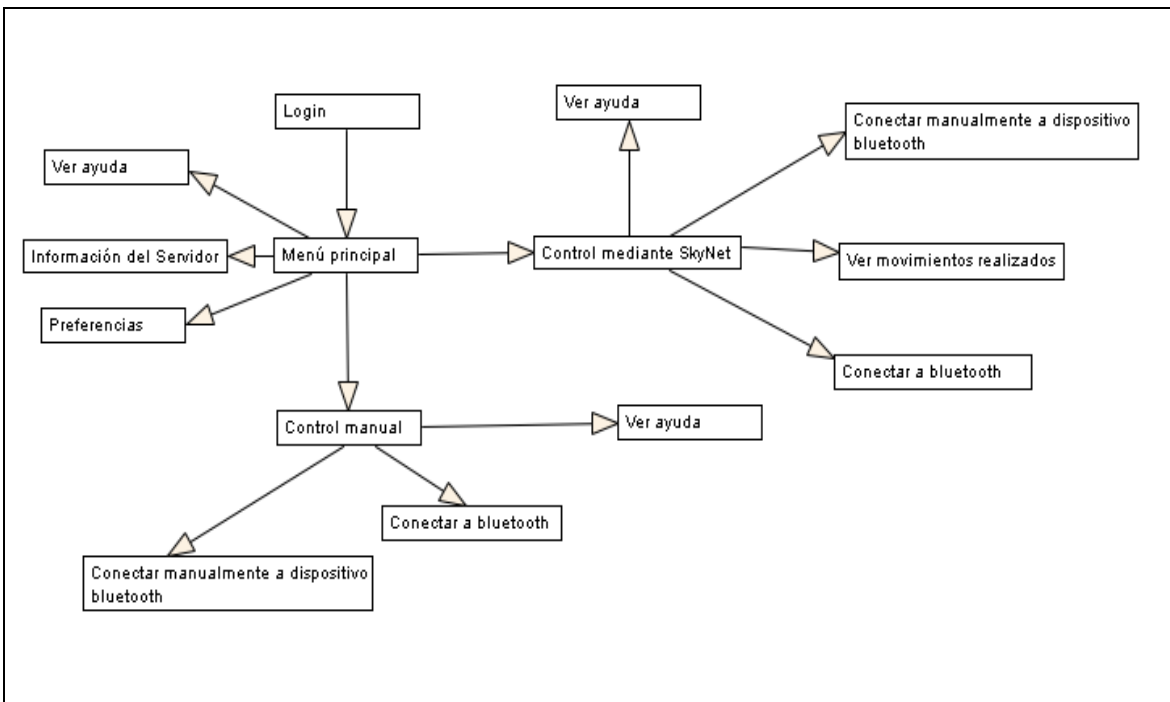 Login
Ver ayuda
Conectar manualmente a dispositivo
bluetooth
Ver ayuda
Información del Servidor
Menú principal
Control mediante SkyNet
Ver movimientos realizados
Preferencias
Conectar a bluetooth
Control manual
Ver ayuda
Conectar a bluetooth
Conectar manualmente a dispositivo
bluetooth